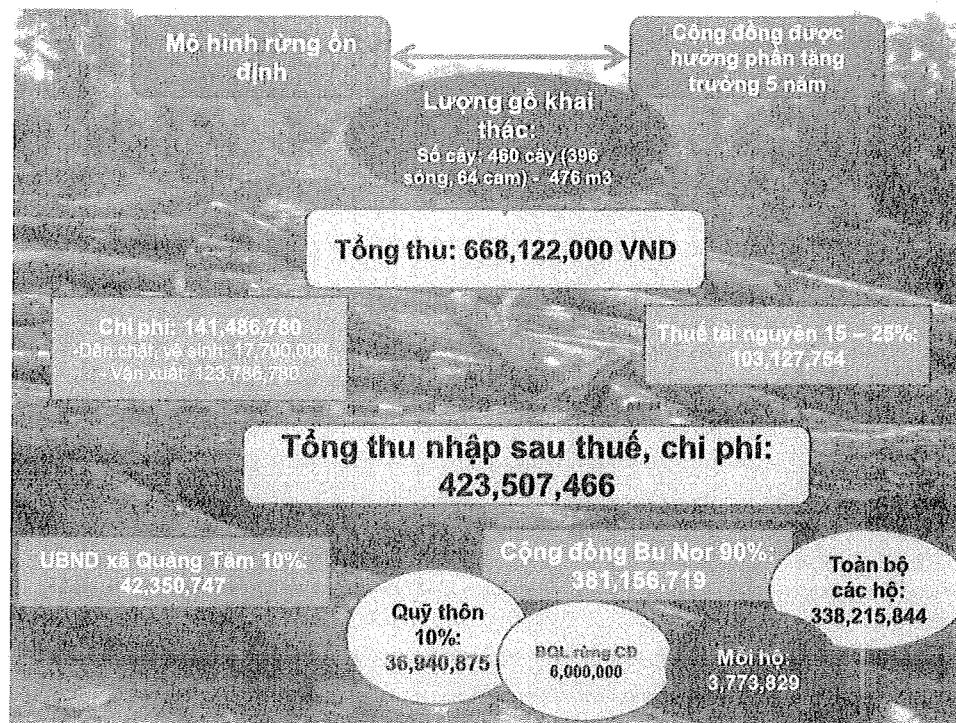 Mô hình rừng ổn
định
Cộng đồng được
hưởng phần tăng
trưởng 5 năm
Lượng gỗ khai
thác:
Số cây: 460 cây (396
sống, 64 cam) - 476 m3
Tổng thu: 668,122,000 VND
Chi phí: 141,486,780
-Dân chặt, vệ sinh: 17,700,000
- Vận xuất: 123,786,780
Thuế tài nguyên 15 – 25%:
103,127,754
Tổng thu nhập sau thuế, chi phí:
423,507,466
UBND xã Quảng Tâm 10%:
42,350,747
Cộng đồng Bu Nor 90%:
381,156,719
Toàn bộ
các hộ:
338,215,844
Quỹ thôn
10%:
36,940,875
BQL rừng CĐ
6,000,000
Mỗi hộ:
3,773,829